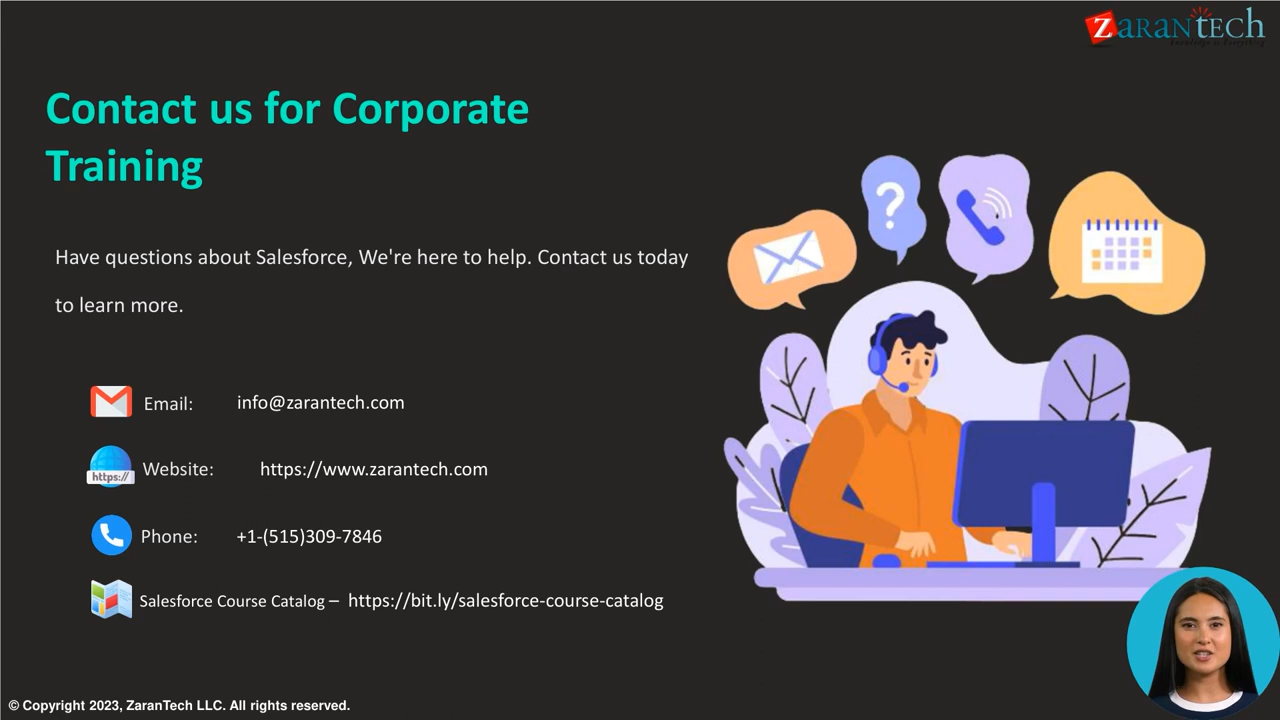 ZARANTECH
Contact us for Corporate
Training
Have questions about Salesforce, We're here to help. Contact us today
to learn more.
Email: info@zarantech.com
https://
Website: https://www.zarantech.com
Phone: +1-(515)309-7846
Salesforce Course Catalog – https://bit.ly/salesforce-course-catalog
© Copyright 2023, ZaranTech LLC. All rights reserved.